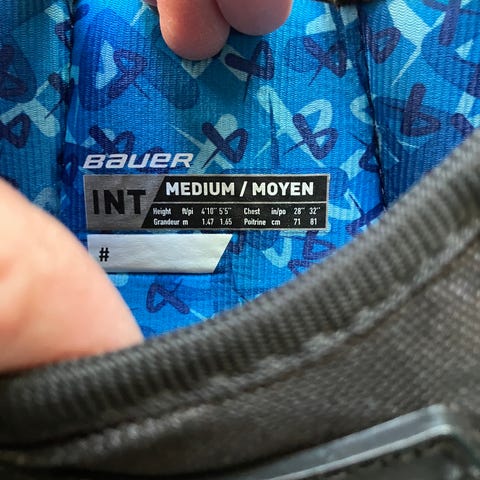 BAUER
INT MEDIUM / MOYEN
Height ft/pi 4'10" 5'5" Chest in/po 28" 32"
Grandeur m 1.47 1.65 Poitrine cm 71 81
#